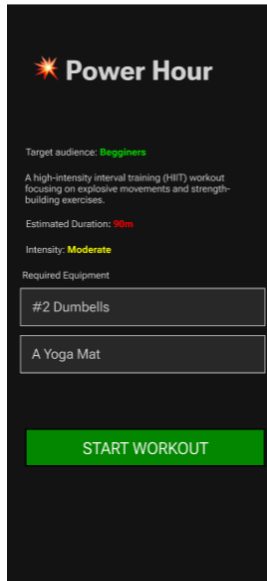 Power Hour
Target audience: Begginers
A high-intensity interval training (HIIT) workout
focusing on explosive movements and strength-
building exercises.
Estimated Duration: 90m
Intensity: Moderate
Required Equipment
#2 Dumbells
A Yoga Mat
START WORKOUT